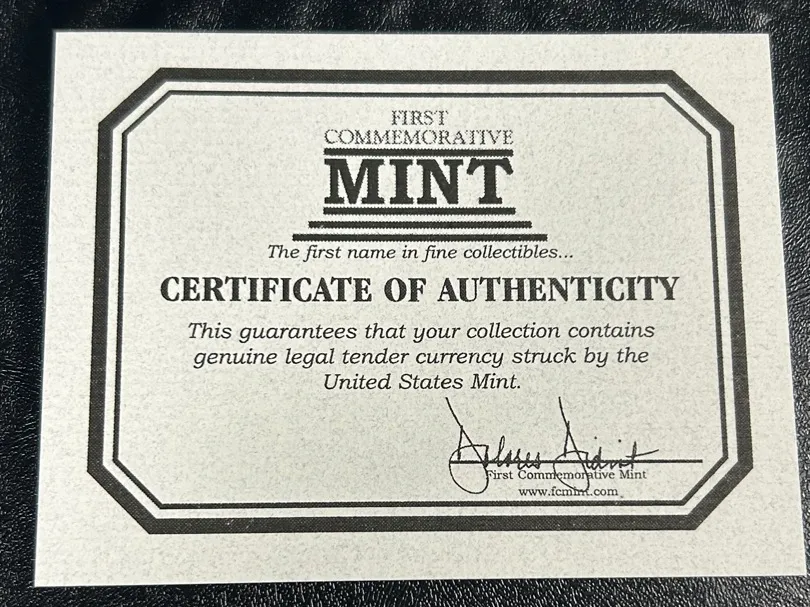 FIRST
COMMEMORATIVE
MINT
The first name in fine collectibles...
CERTIFICATE OF AUTHENTICITY
This guarantees that your collection contains
genuine legal tender currency struck by the
United States Mint.
Dolores
First Commemorative Mint
www.fcmint.com